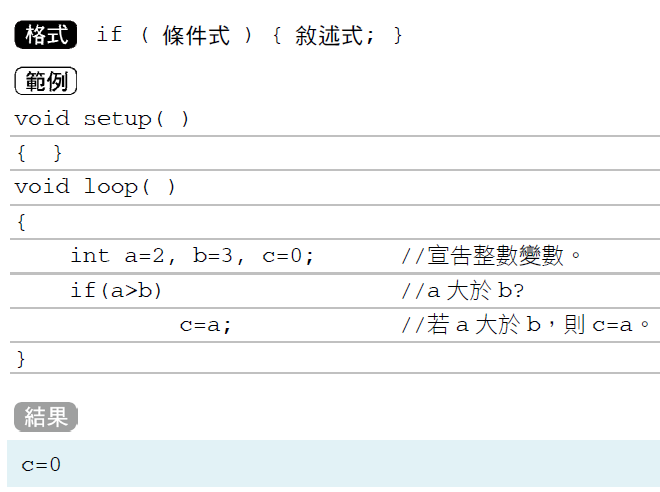 格式 if ( 條件式 ) { 敘述式; }
範例
void setup( )
{ }
void loop( )
{
int a=2, b=3, c=0; //宣告整數變數。
if(a>b) //a 大於 b?
c=a; //若 a 大於 b，則 c=a。
}
結果
c=0